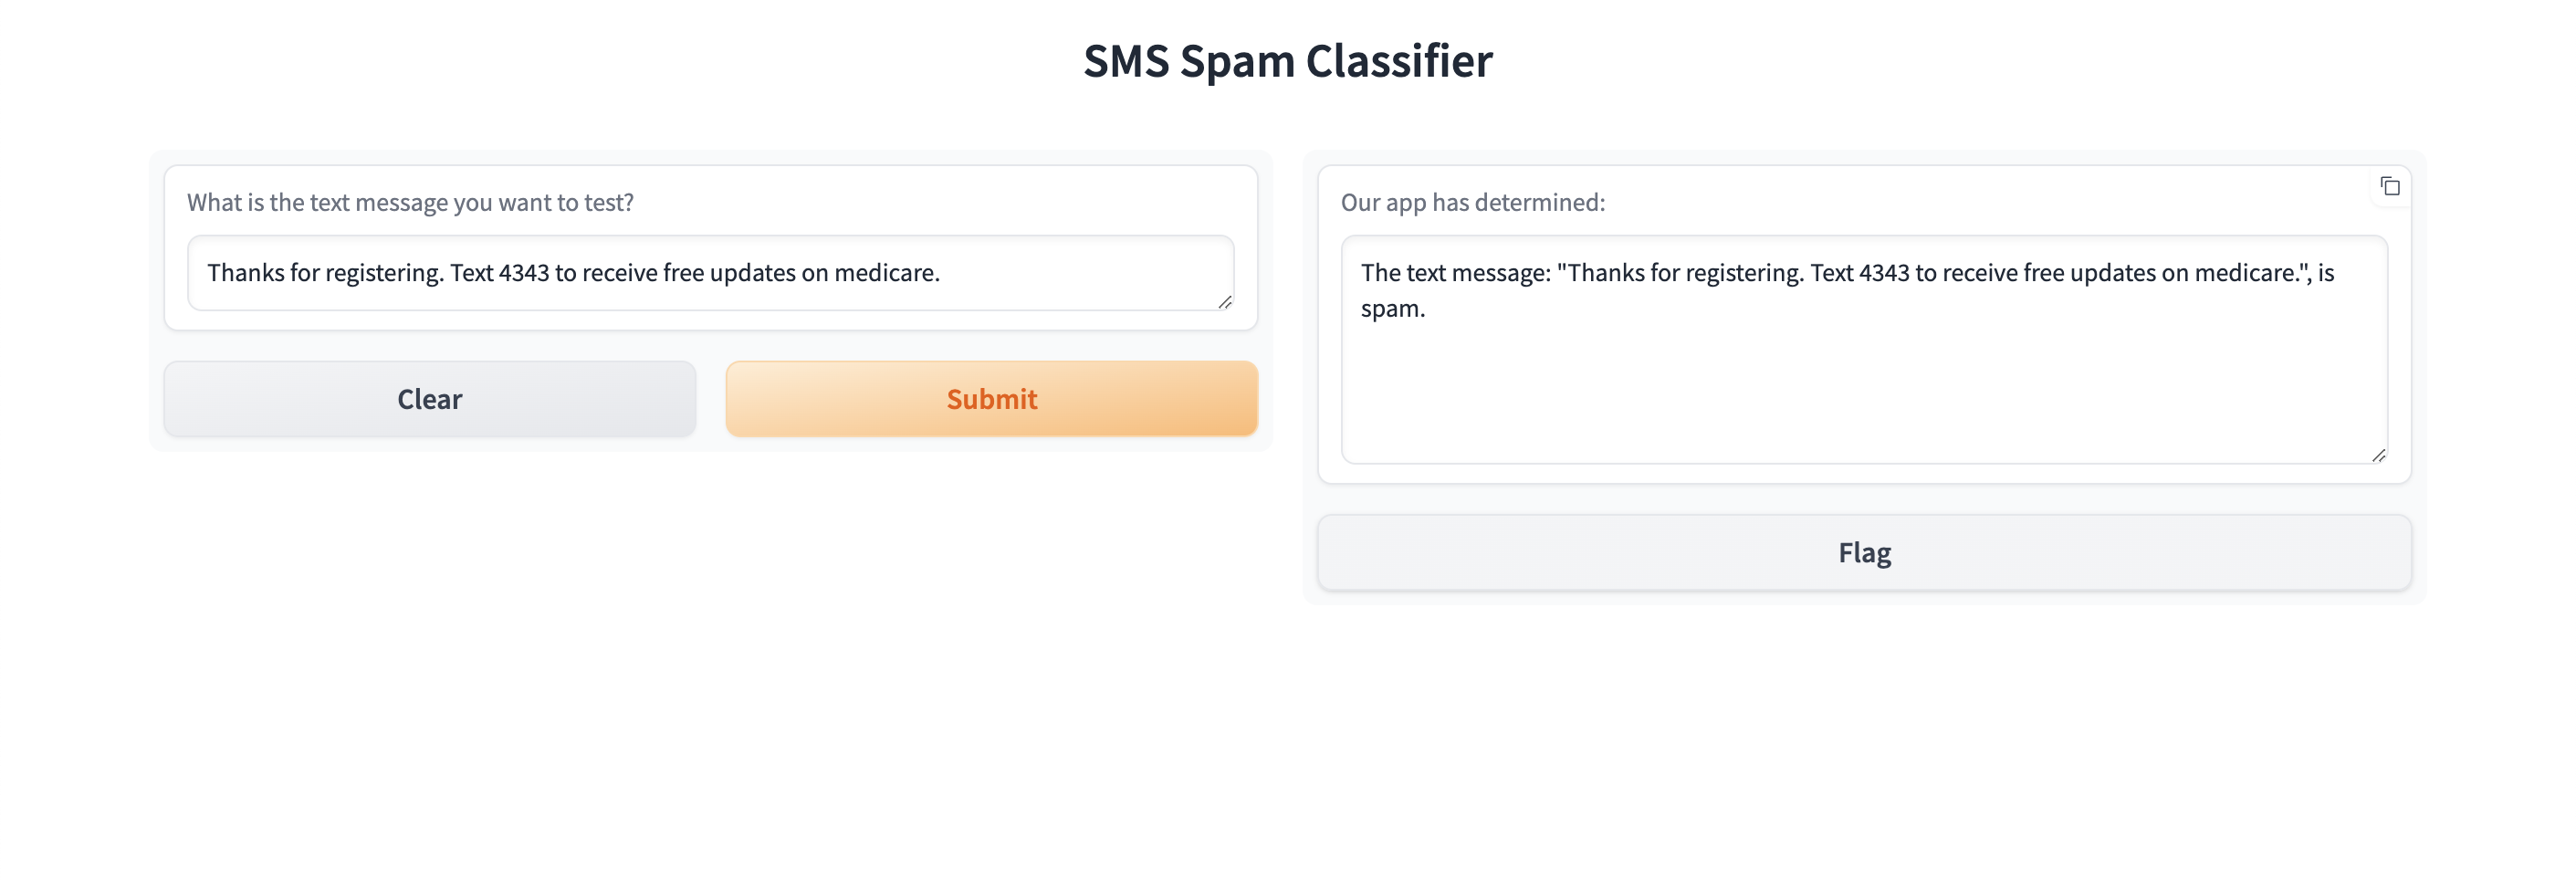 SMS Spam Classifier
What is the text message you want to test?
Thanks for registering. Text 4343 to receive free updates on medicare.
Clear
Submit
Our app has determined:
The text message: "Thanks for registering. Text 4343 to receive free updates on medicare.", is
spam.
Flag